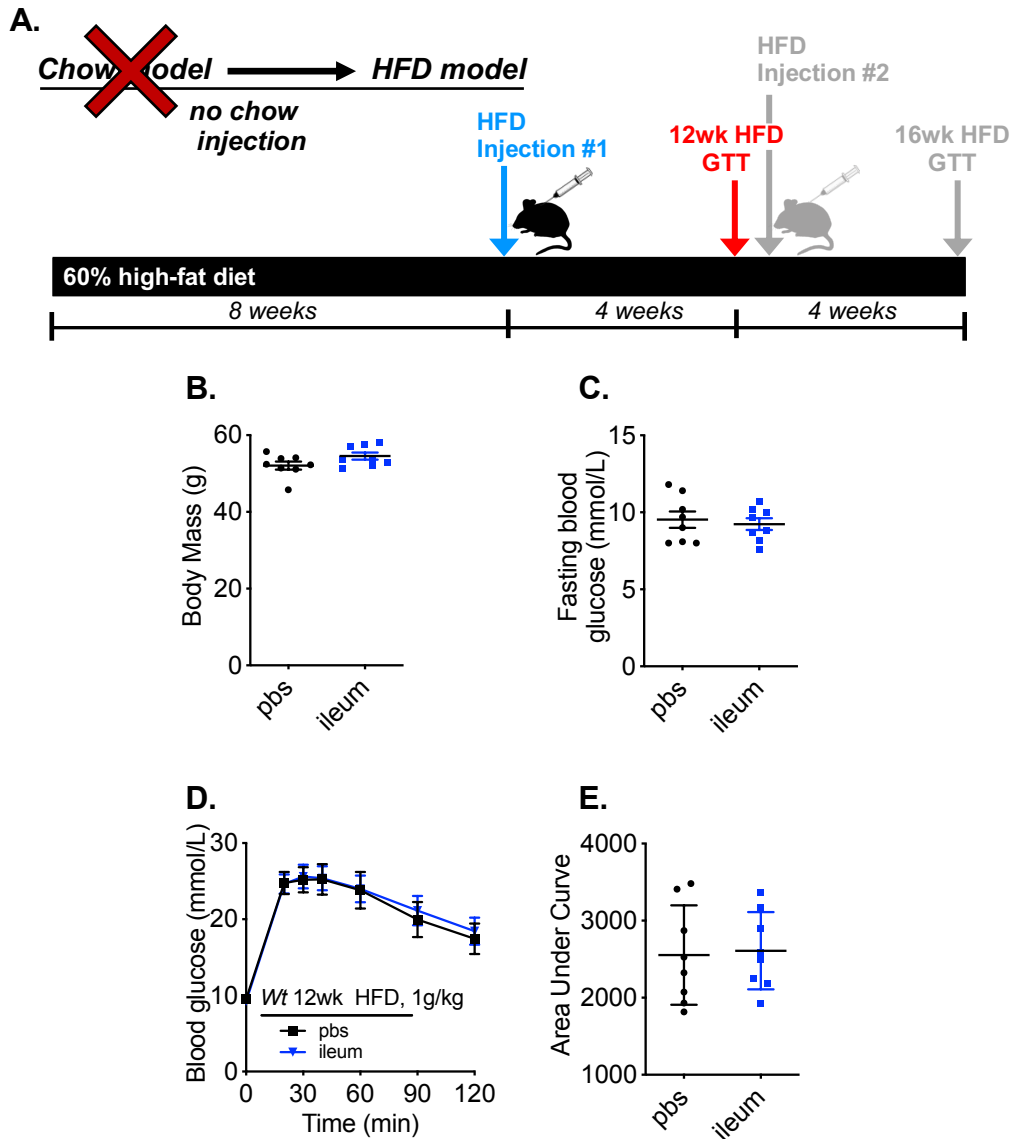 A.
Chow model HFD model
no chow
injection
HFD
Injection #1
12wk HFD
GTT
HFD
Injection #2
16wk HFD
GTT
60% high-fat diet
8 weeks
4 weeks
4 weeks
B.
Body Mass (g)
60
40
20
0
pbs
ileum
C.
Fasting blood
glucose (mmol/L)
15
10
5
0
pbs
ileum
D.
Blood glucose (mmol/L)
30
20
10
0
Wt 12wk HFD, 1g/kg
pbs
ileum
0 30 60 90 120
Time (min)
E.
Area Under Curve
4000
3000
2000
1000
pbs
ileum